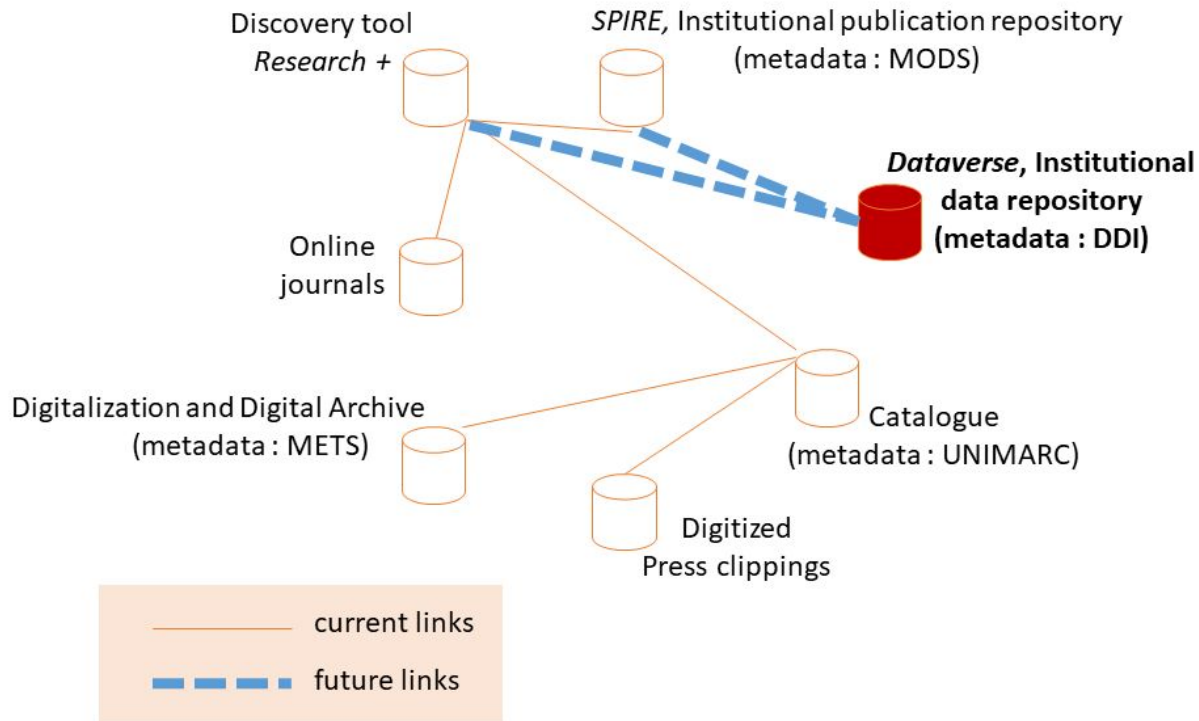 Discovery tool
Research +
SPIRE, Institutional publication repository
(metadata : MODS)
Dataverse, Institutional
data repository
(metadata : DDI)
Online
journals
Digitalization and Digital Archive
(metadata : METS)
Catalogue
(metadata : UNIMARC)
Digitized
Press clippings
current links
future links